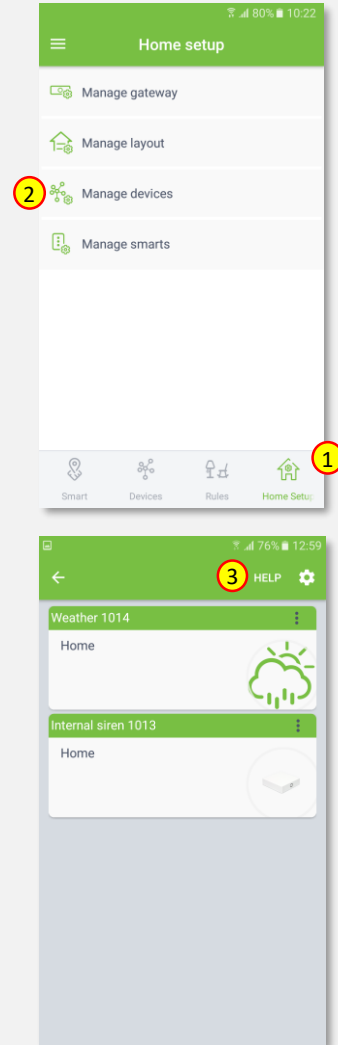 80% 10:22
Home setup
Manage gateway
Manage layout
2
Manage devices
Manage smarts
1
Smart Devices Rules Home Setup
76% 12:59
3 HELP
Weather 1014
Home
Internal siren 1013
Home